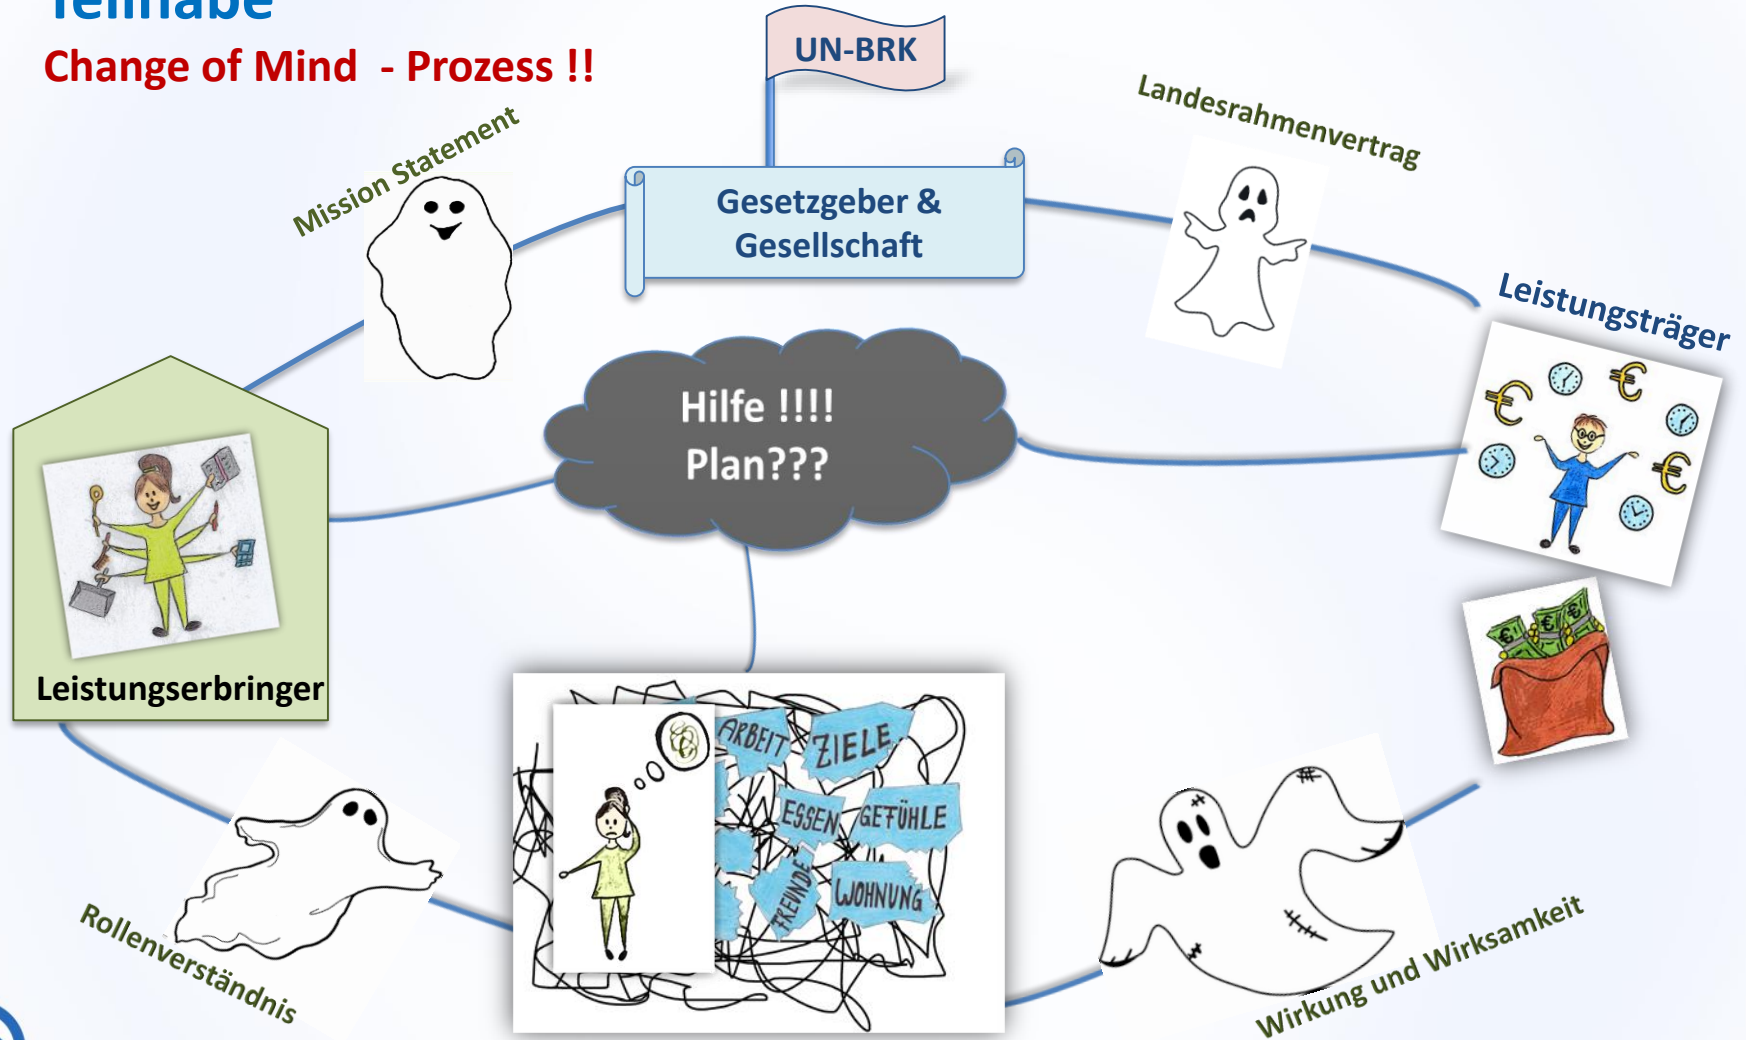 Teilhabe
Change of Mind - Prozess !!
UN-BRK
Mission Statement
Landesrahmenvertrag
Gesetzgeber &
Gesellschaft
Leistungsträger
Hilfe !!!!
Plan???
Leistungserbringer
ARBEIT
ZIELE
ESSEN
GEFÜHLE
FREUNDE
WOHNUNG
Rollenverständnis
Wirkung und Wirksamkeit